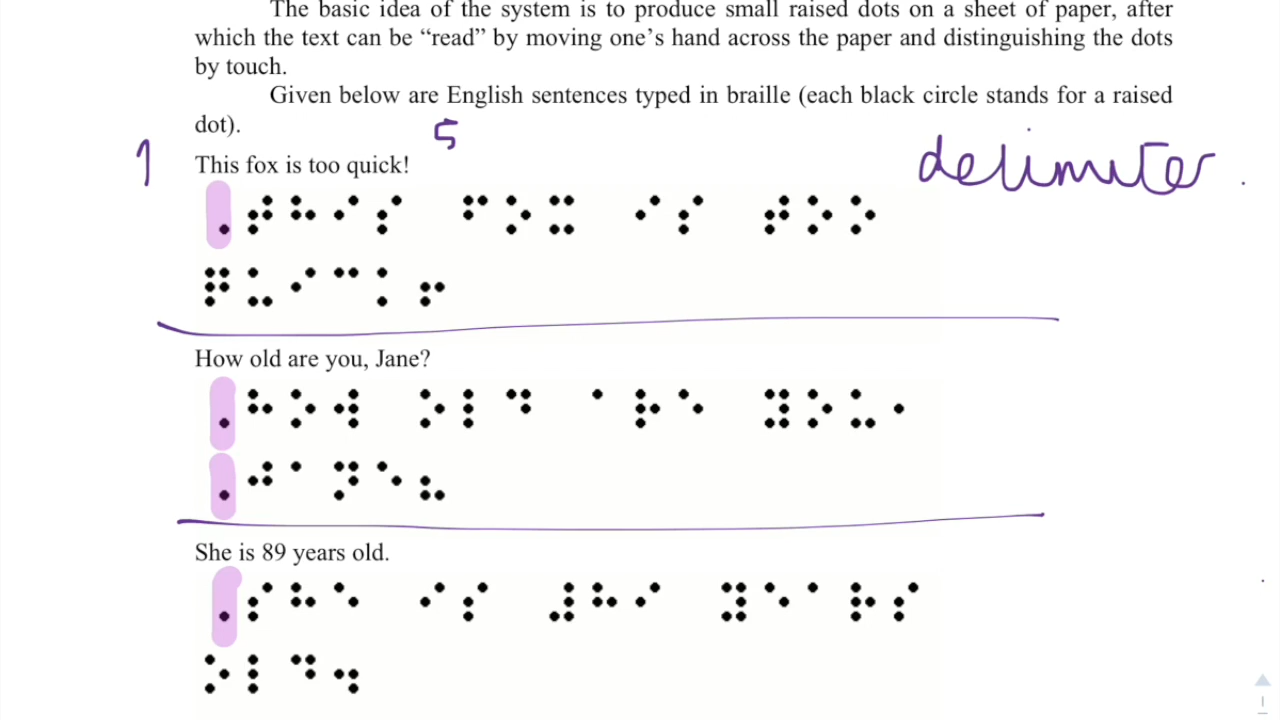 The basic idea of the system is to produce small raised dots on a sheet of paper, after
which the text can be “read” by moving one’s hand across the paper and distinguishing the dots
by touch.
Given below are English sentences typed in braille (each black circle stands for a raised
dot).
5
1 This fox is too quick!
delimiter
⠠⠞⠓⠊⠎ ⠋⠕⠭ ⠊⠎ ⠞⠕⠕
⠟⠥⠊⠉⠅⠖
How old are you, Jane?
⠠⠓⠕⠺ ⠕⠇⠙ ⠁⠗⠑ ⠽⠕⠥⠂
⠠⠚⠁⠝⠑⠦
She is 89 years old.
⠠⠎⠓⠑ ⠊⠎ ⠼⠓⠊ ⠽⠑⠁⠗⠎
⠕⠇⠙⠲